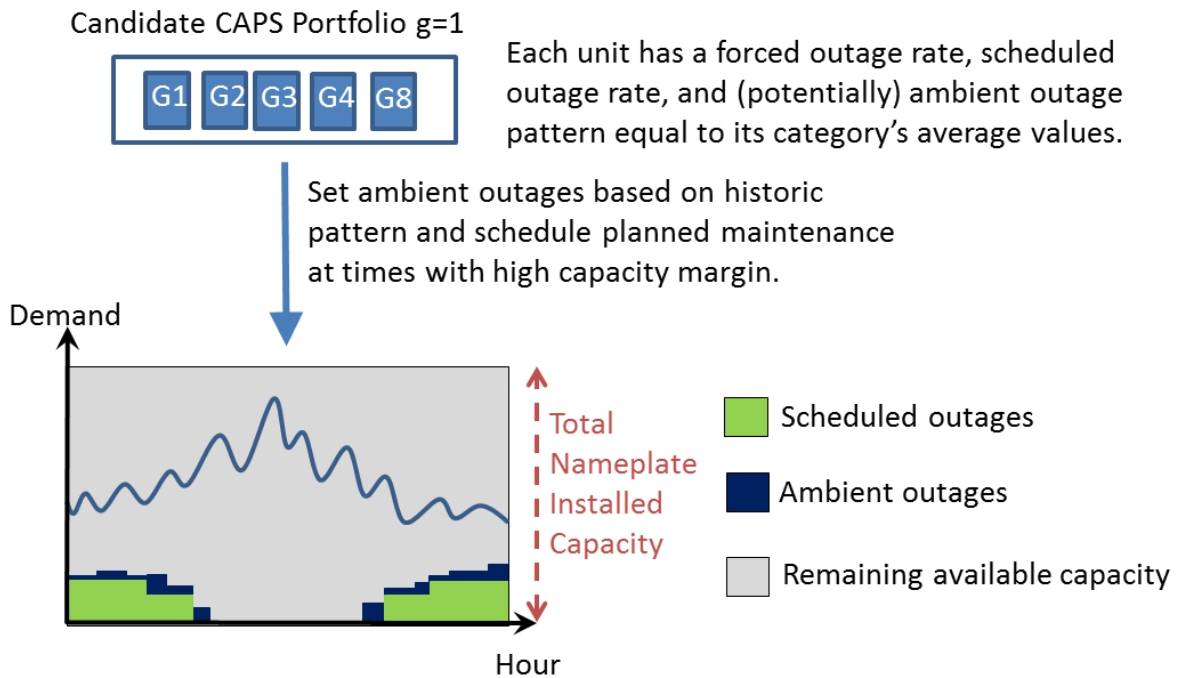 Candidate CAPS Portfolio g=1
G1 G2 G3 G4 G8
Each unit has a forced outage rate, scheduled
outage rate, and (potentially) ambient outage
pattern equal to its category’s average values.
Set ambient outages based on historic
pattern and schedule planned maintenance
at times with high capacity margin.
Demand
Total
Nameplate
Installed
Capacity
Scheduled outages
Ambient outages
Remaining available capacity
Hour